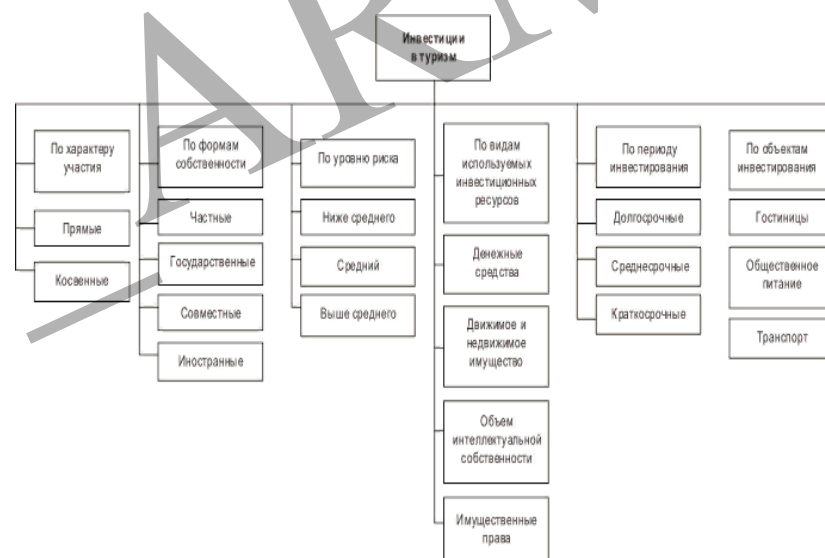 Инвестиции
в туризм
По характеру
участия
Прямые
Косвенные
По формам
собственности
Частные
Государственные
Совместные
Иностранные
По уровню риска
Ниже среднего
Средний
Выше среднего
По видам
используемых
инвестиционных
ресурсов
Денежные
средства
Движимое и
недвижимое
имущество
Объем
интеллектуальной
собственности
Имущественные
права
По периоду
инвестирования
Долгосрочные
Среднесрочные
Краткосрочные
По объектам
инвестирования
Гостиницы
Общественное
питание
Транспорт